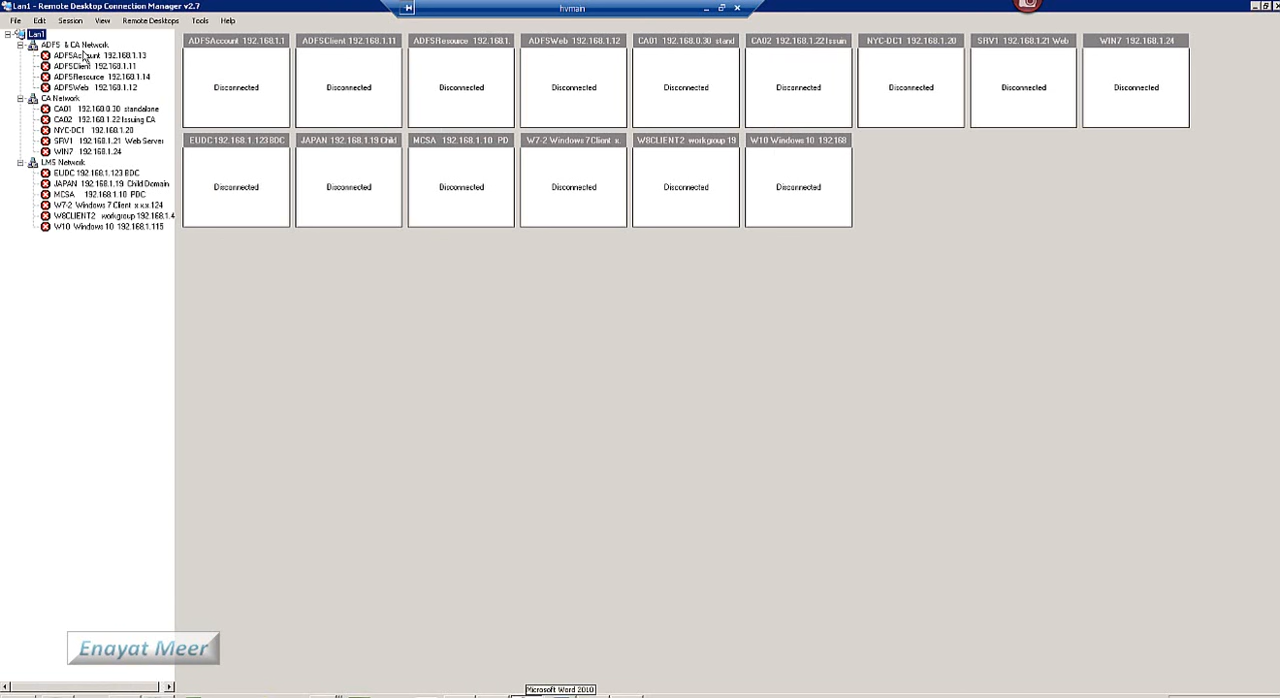 Lan1 - Remote Desktop Connection Manager v2.7
hvmain
File Edit Session View Remote Desktops Tools Help
Lan1
ADFS & CA Network
ADFSAccount 192.168.1.13
ADFSClient 192.168.1.11
ADFSResource 192.168.1.14
ADFSWeb 192.168.1.12
CA Network
CA01 192.168.0.30 standalone
CA02 192.168.1.22 Issuing CA
NYC-DC1 192.168.1.20
SRV1 192.168.1.21 Web Server
WIN7 192.168.1.24
LMS Network
EUDC 192.168.1.123 BDC
JAPAN 192.168.1.19 Child Domain
MCSA 192.168.1.10 PDC
W7-2 Windows 7 Client x.x.x.124
W8CLIENT2 workgroup 192.168.1.4
W10 Windows 10 192.168.1.115
ADFSAccount 192.168.1.1 ADFSClient 192.168.1.11 ADFSResource 192.168.1. ADFSWeb 192.168.1.12 CA01 192.168.0.30 stand CA02 192.168.1.22 Issuin NYC-DC1 192.168.1.20 SRV1 192.168.1.21 Web WIN7 192.168.1.24
Disconnected Disconnected Disconnected Disconnected Disconnected Disconnected Disconnected Disconnected Disconnected
EUDC 192.168.1.123 BDC JAPAN 192.168.1.19 Child MCSA 192.168.1.10 PD W7-2 Windows 7 Client x. W8CLIENT2 workgroup 19 W10 Windows 10 192.168
Disconnected Disconnected Disconnected Disconnected Disconnected Disconnected
Enayat Meer
Microsoft Word 2010